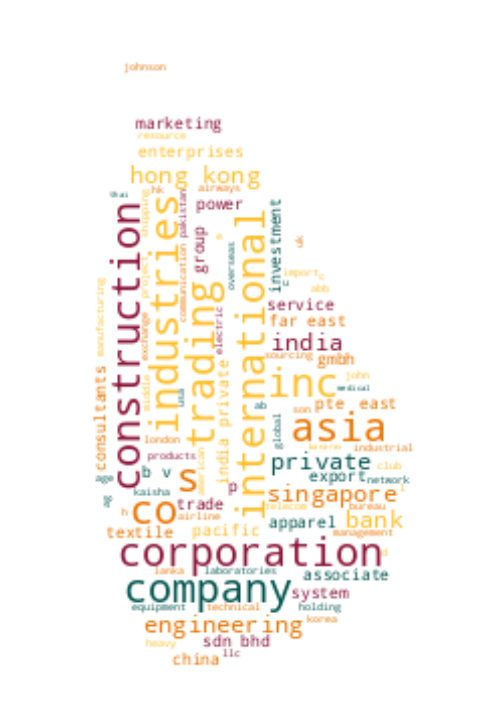 johnson
marketing
resource
enterprises
hong kong
thai
hk
airways
power
construction
industries
shipping
pakistan
group
trading
international
overseas
investment
uk
import
c
u
abb
communication
project
exchange
manufacturing
electric
service
far east
india
sourcing
gmbh
inc
john
medical
middle
usa
india private
consultants
ab
son
pte
east
global
asia
london
products
american
industrial
private
club
age
b v
s
kaisha
p
export
network
singapore
ag
h
co
trade
airline
telecom
bureau
textile
pacific
apparel
bank
management
corporation
d
lanka
laboratories
associate
company
system
equipment
technical
holding
engineering
korea
heavy
sdn bhd
llc
china